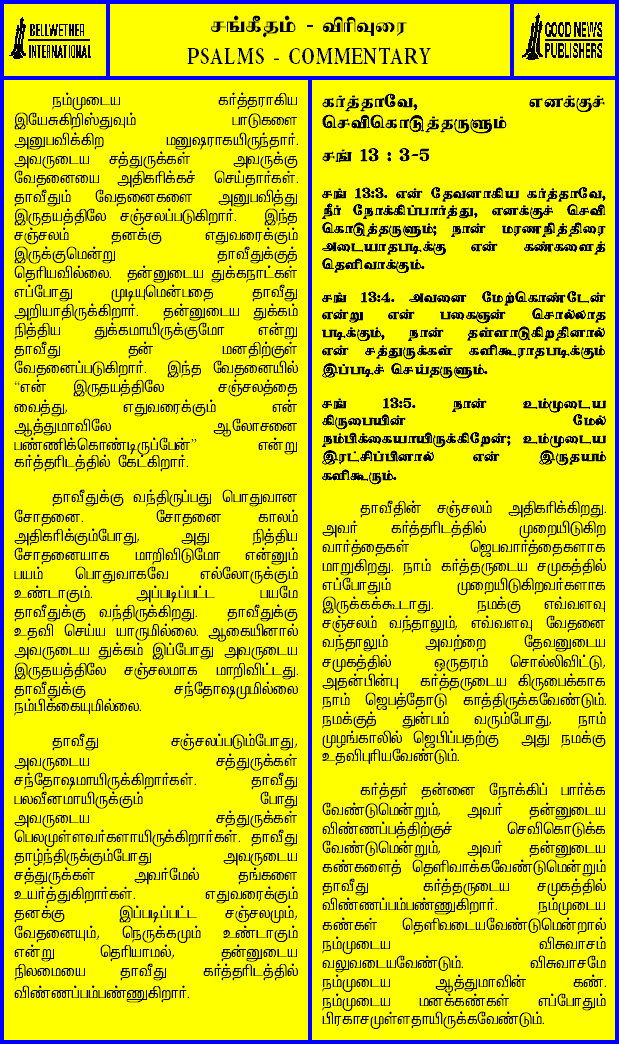 BELLWETHER
INTERNATIONAL
சங்கீதம் - விரிவுரை
PSALMS - COMMENTARY
GOOD NEWS
PUBLISHERS
நம்முடைய கர்த்தராகிய
இயேசுகிறிஸ்துவும் பாடுகளை
அனுபவிக்கிற மனுஷராகயிருந்தார்.
அவருடைய சத்துருக்கள் அவருக்கு
வேதனையை அதிகரிக்கச் செய்தார்கள்.
தாவீதும் வேதனைகளை அனுபவித்து
இருதயத்திலே சஞ்சலப்படுகிறார். இந்த
சஞ்சலம் தனக்கு எதுவரைக்கும்
இருக்குமென்று தாவீதுக்குத்
தெரியவில்லை. தன்னுடைய துக்கநாட்கள்
எப்போது முடியுமென்பதை தாவீது
அறியாதிருக்கிறார். தன்னுடைய துக்கம்
நித்திய துக்கமாயிருக்குமோ என்று
தாவீது தன் மனதிற்குள்
வேதனைப்படுகிறார். இந்த வேதனையில்
“என் இருதயத்திலே சஞ்சலத்தை
வைத்து, எதுவரைக்கும் என்
ஆத்துமாவிலே ஆலோசனை
பண்ணிக்கொண்டிருப்பேன்” என்று
கர்த்தரிடத்தில் கேட்கிறார்.
தாவீதுக்கு வந்திருப்பது பொதுவான
சோதனை. சோதனை காலம்
அதிகரிக்கும்போது, அது நித்திய
சோதனையாக மாறிவிடுமோ என்னும்
பயம் பொதுவாகவே எல்லோருக்கும்
உண்டாகும். அப்படிப்பட்ட பயமே
தாவீதுக்கு வந்திருக்கிறது. தாவீதுக்கு
உதவி செய்ய யாருமில்லை. ஆகையினால்
அவருடைய துக்கம் இப்போது அவருடைய
இருதயத்திலே சஞ்சலமாக மாறிவிட்டது.
தாவீதுக்கு சந்தோஷமுமில்லை
நம்பிக்கையுமில்லை.
தாவீது சஞ்சலப்படும்போது,
அவருடைய சத்துருக்கள்
சந்தோஷமாயிருக்கிறார்கள். தாவீது
பலவீனமாயிருக்கும் போது
அவருடைய சத்துருக்கள்
பெலமுள்ளவர்களாயிருக்கிறார்கள். தாவீது
தாழ்ந்திருக்கும்போது அவருடைய
சத்துருக்கள் அவர்மேல் தங்களை
உயர்த்துகிறார்கள். எதுவரைக்கும்
தனக்கு இப்படிப்பட்ட சஞ்சலமும்,
வேதனையும், நெருக்கமும் உண்டாகும்
என்று தெரியாமல், தன்னுடைய
நிலமையை தாவீது கர்த்தரிடத்தில்
விண்ணப்பம்பண்ணுகிறார்.
கர்த்தாவே, எனக்குச்
செவிகொடுத்தருளும்
சங் 13 : 3-5
சங் 13:3. என் தேவனாகிய கர்த்தாவே,
நீர் நோக்கிப்பார்த்து, எனக்குச் செவி
கொடுத்தருளும்; நான் மரணநித்திரை
அடையாதபடிக்கு என் கண்களைத்
தெளிவாக்கும்.
சங் 13:4. அவனை மேற்கொண்டேன்
என்று என் பகைஞன் சொல்லாத
படிக்கும், நான் தள்ளாடுகிறதினால்
என் சத்துருக்கள் களிகூராதபடிக்கும்
இப்படிச் செய்தருளும்.
சங் 13:5. நான் உம்முடைய
கிருபையின் மேல்
நம்பிக்கையாயிருக்கிறேன்; உம்முடைய
இரட்சிப்பினால் என் இருதயம்
களிகூரும்.
தாவீதின் சஞ்சலம் அதிகரிக்கிறது.
அவர் கர்த்தரிடத்தில் முறையிடுகிற
வார்த்தைகள் ஜெபவார்த்தைகளாக
மாறுகிறது. நாம் கர்த்தருடைய சமுகத்தில்
எப்போதும் முறையிடுகிறவர்களாக
இருக்கக்கூடாது. நமக்கு எவ்வளவு
சஞ்சலம் வந்தாலும், எவ்வளவு வேதனை
வந்தாலும் அவற்றை தேவனுடைய
சமுகத்தில் ஒருதரம் சொல்லிவிட்டு,
அதன்பின்பு கர்த்தருடைய கிருபைக்காக
நாம் ஜெபத்தோடு காத்திருக்கவேண்டும்.
நமக்குத் துன்பம் வரும்போது, நாம்
முழங்காலில் ஜெபிப்பதற்கு அது நமக்கு
உதவிபுரியவேண்டும்.
கர்த்தர் தன்னை நோக்கிப் பார்க்க
வேண்டுமென்றும், அவர் தன்னுடைய
விண்ணப்பத்திற்குச் செவிகொடுக்க
வேண்டுமென்றும், அவர் தன்னுடைய
கண்களைத் தெளிவாக்கவேண்டுமென்றும்
தாவீது கர்த்தருடைய சமுகத்தில்
விண்ணப்பம்பண்ணுகிறார். நம்முடைய
கண்கள் தெளிவடையவேண்டுமென்றால்
நம்முடைய விசுவாசம்
வலுவடையவேண்டும். விசுவாசமே
நம்முடைய ஆத்துமாவின் கண்.
நம்முடைய மனக்கண்கள் எப்போதும்
பிரகாசமுள்ளதாயிருக்கவேண்டும்.